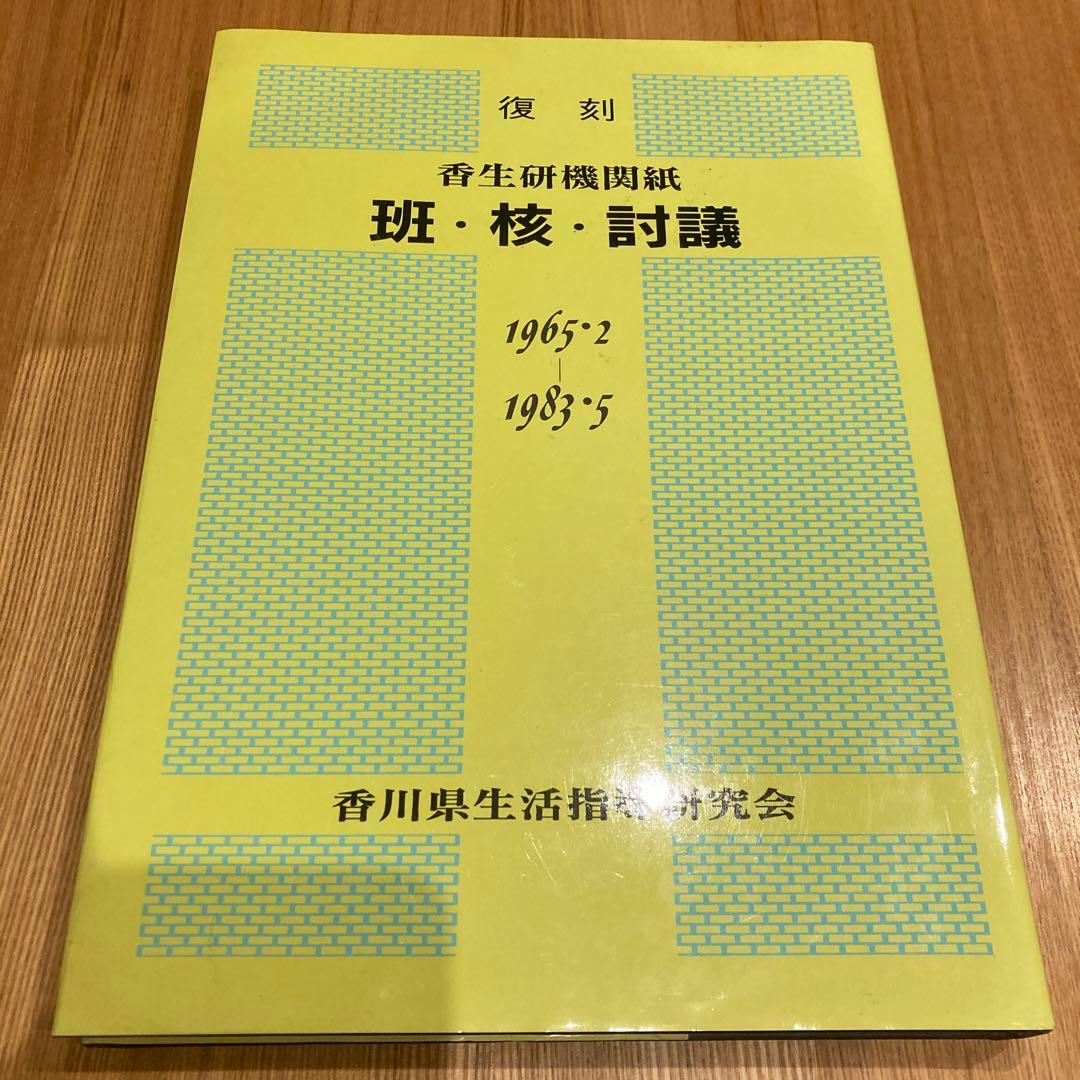 復刻
香生研機関紙
班・核・討議
1965・2
|
1983・5
香川県生活指導研究会